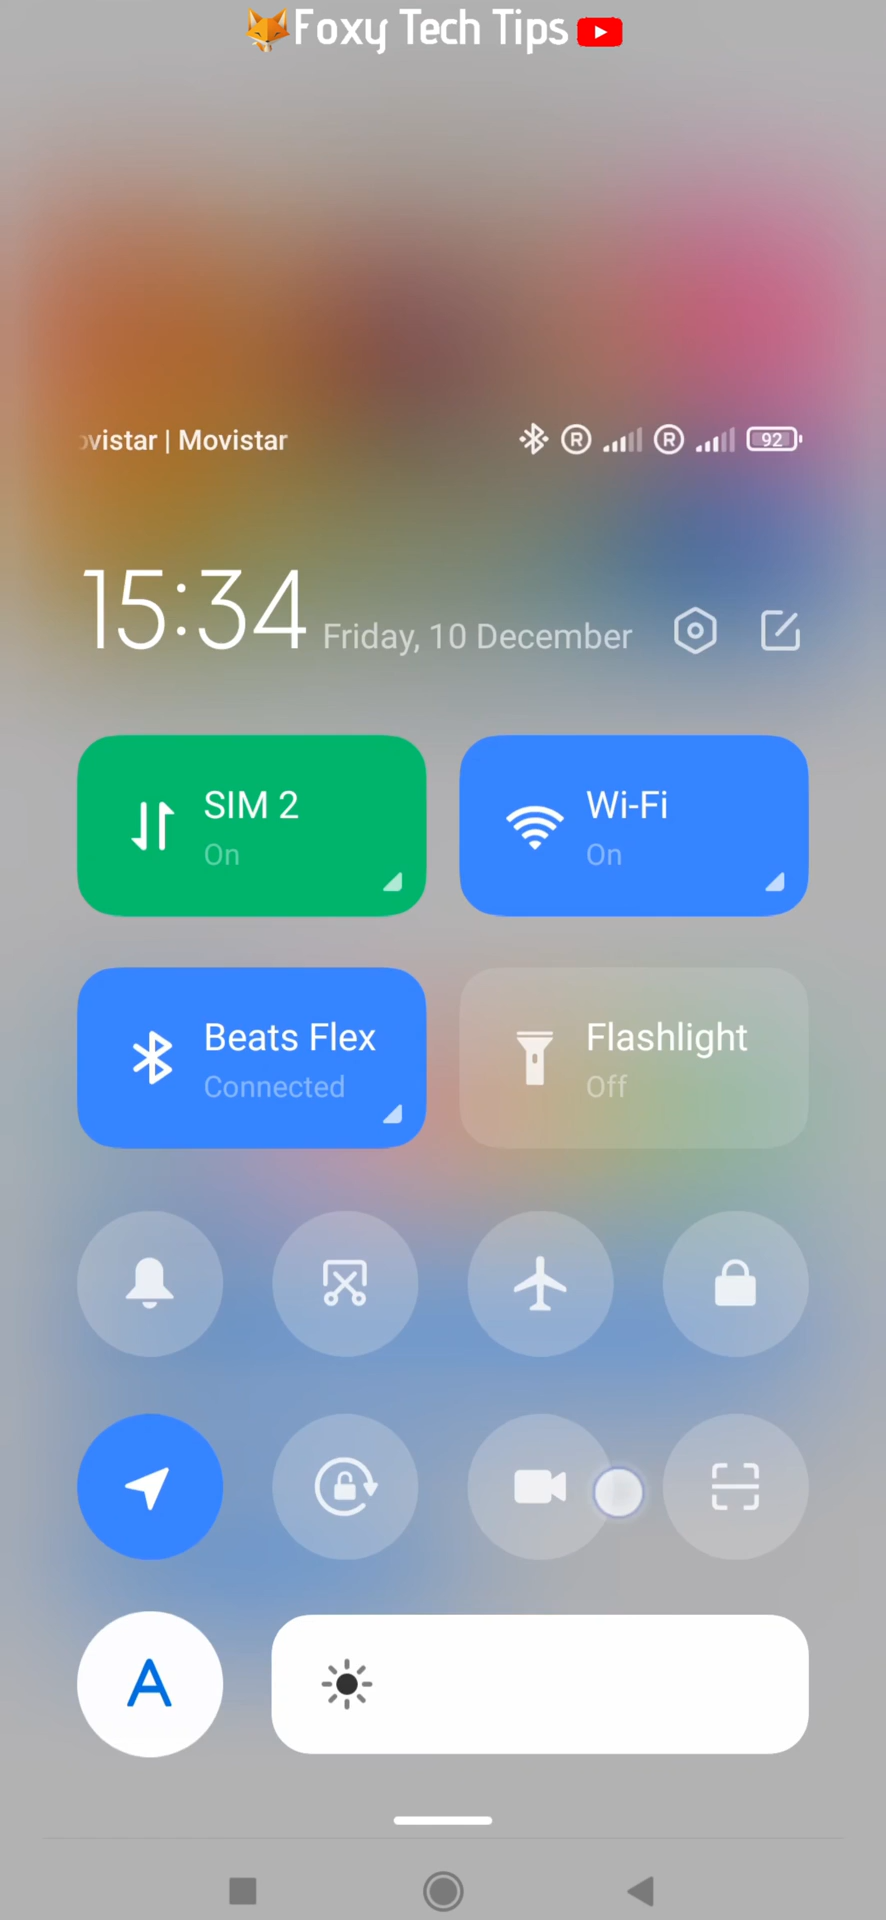 Foxy Tech Tips
ovistar | Movistar
R R 92
15:34 Friday, 10 December
SIM 2
On
Wi-Fi
On
Beats Flex
Connected
Flashlight
Off
A